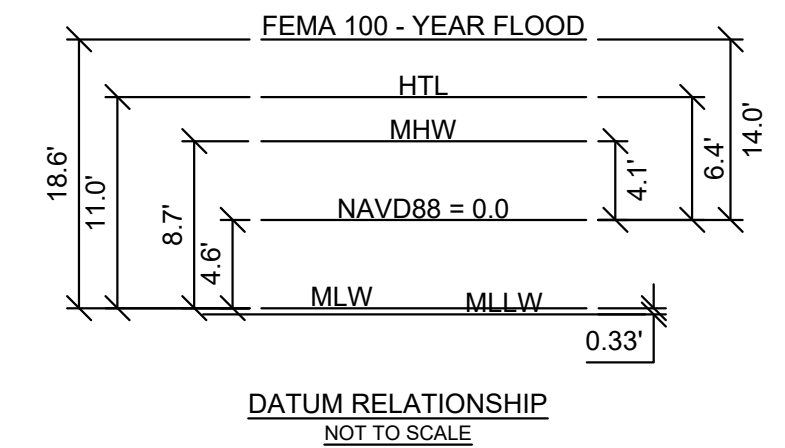 FEMA 100 - YEAR FLOOD
HTL
MHW
NAVD88 = 0.0
MLW MLLW
18.6'
11.0'
8.7'
4.6'
4.1'
6.4'
14.0'
0.33'
DATUM RELATIONSHIP
NOT TO SCALE